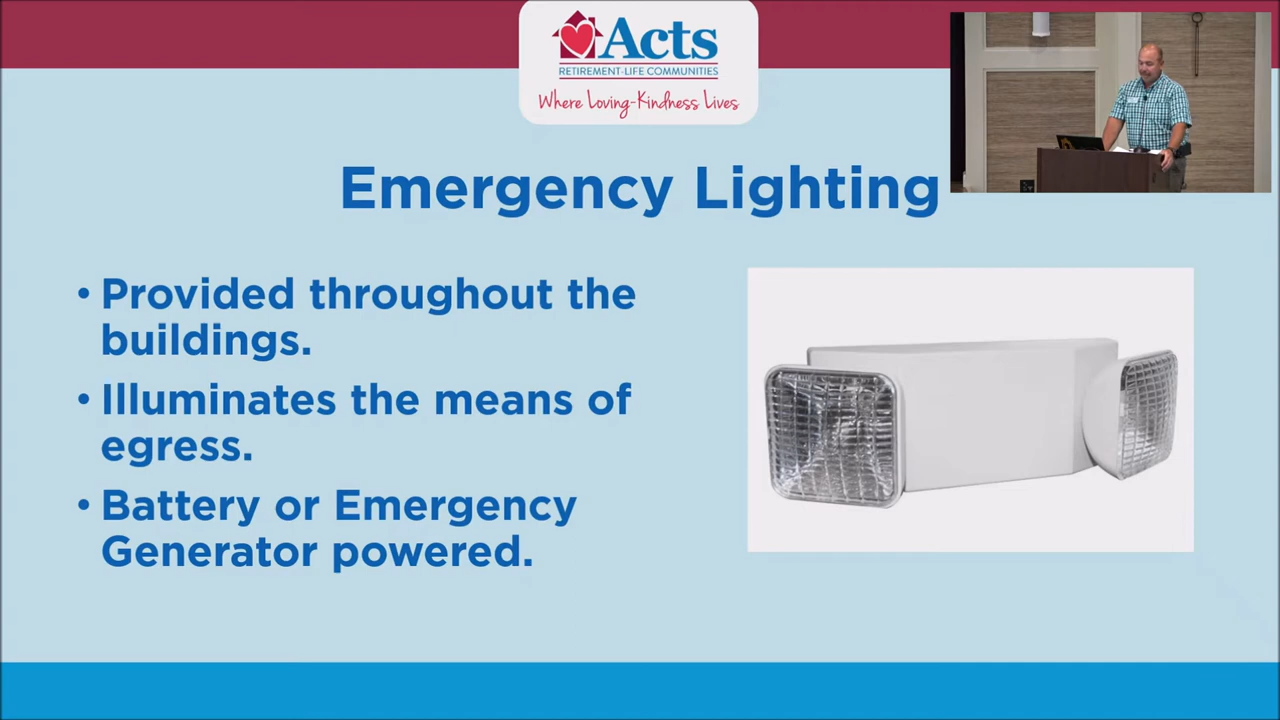 Acts
RETIREMENT-LIFE COMMUNITIES
Where Loving-Kindness Lives
Emergency Lighting
• Provided throughout the
buildings.
• Illuminates the means of
egress.
• Battery or Emergency
Generator powered.